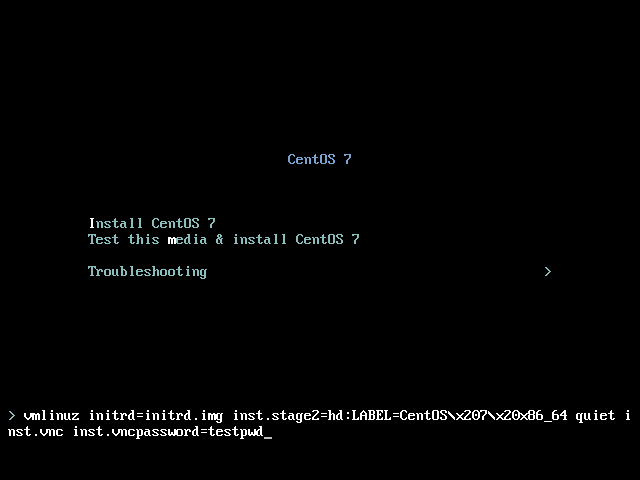 CentOS 7
Install CentOS 7
Test this media & install CentOS 7
Troubleshooting >
> vmlinuz initrd=initrd.img inst.stage2=hd:LABEL=CentOS\x207\x20x86_64 quiet i
nst.vnc inst.vncpassword=testpwd_